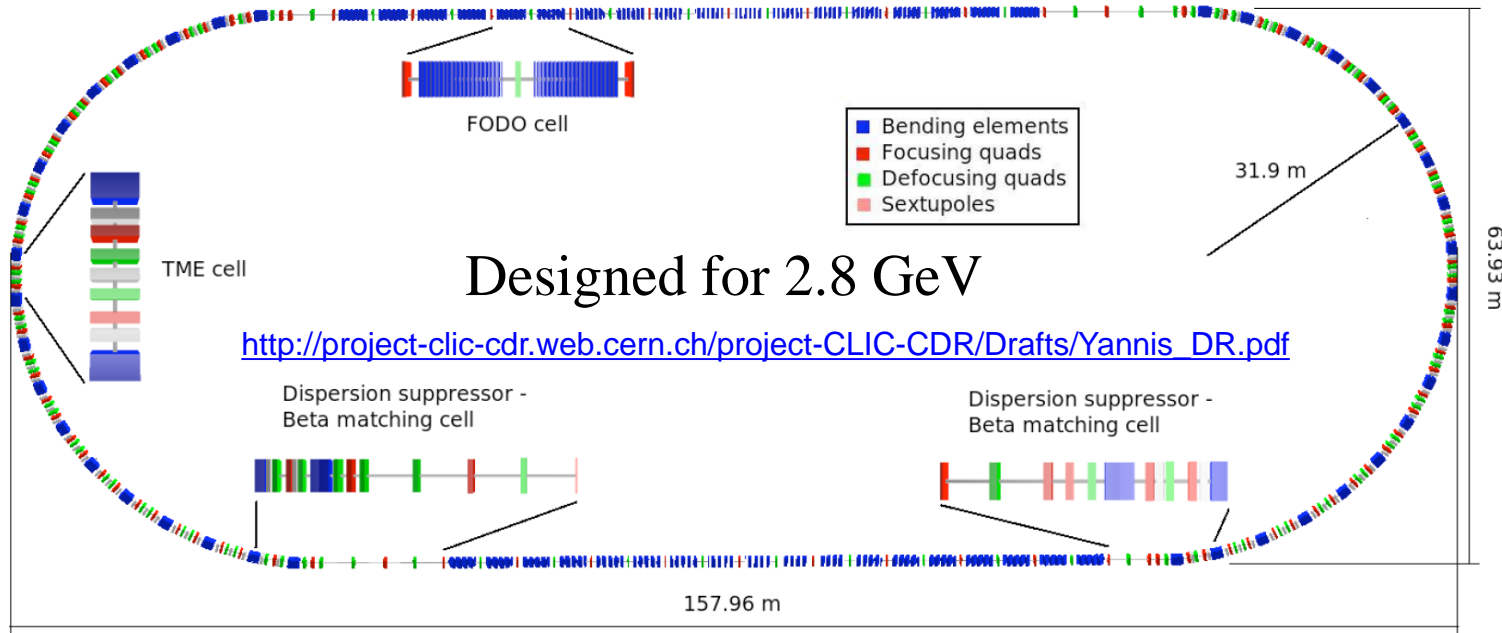 FODO cell
Bending elements
Focusing quads
Defocusing quads
Sextupoles
31.9 m
63.93 m
TME cell
Designed for 2.8 GeV
http://project-clic-cdr.web.cern.ch/project-CLIC-CDR/Drafts/Yannis_DR.pdf
Dispersion suppressor -
Beta matching cell
Dispersion suppressor -
Beta matching cell
157.96 m